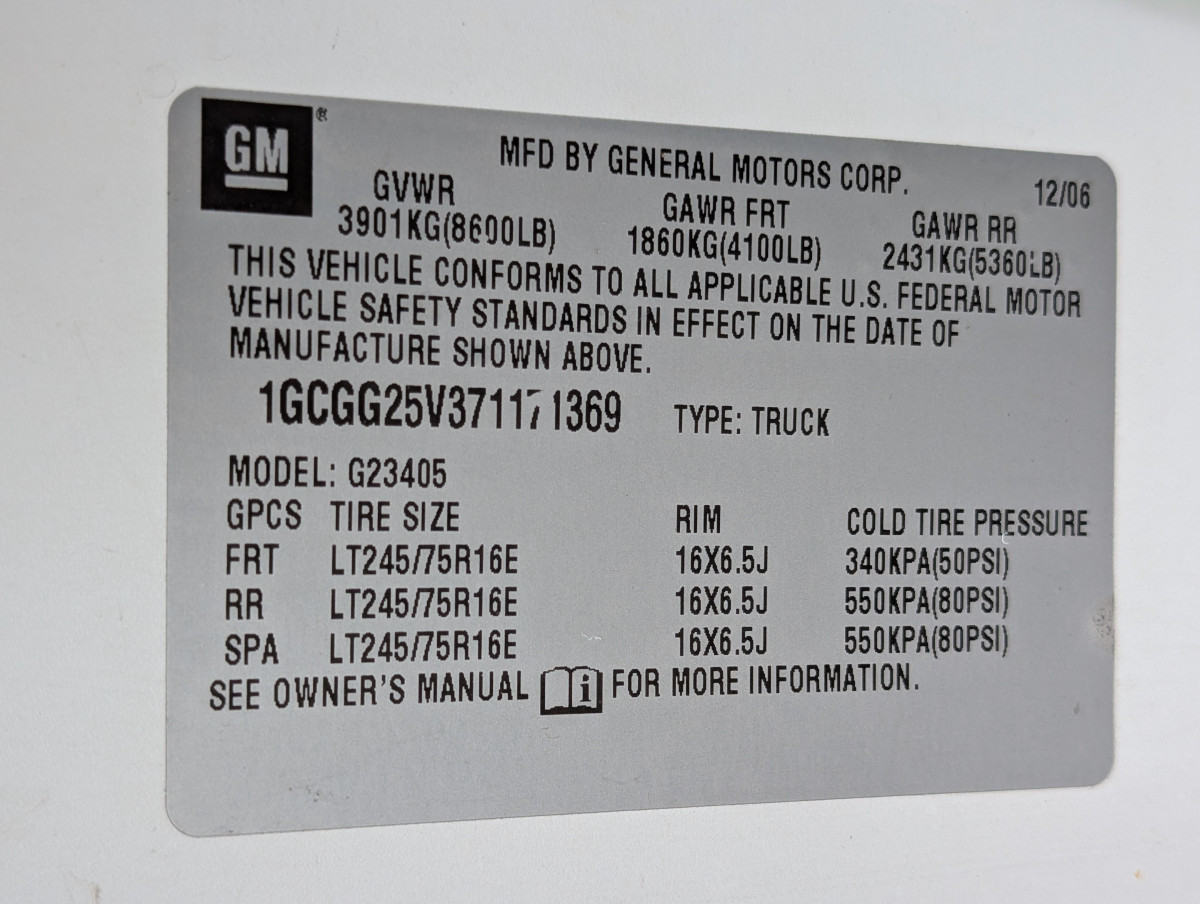 GM ®
MFD BY GENERAL MOTORS CORP. 12/06
GVWR GAWR FRT GAWR RR
3901KG(8600LB) 1860KG(4100LB) 2431KG(5360LB)
THIS VEHICLE CONFORMS TO ALL APPLICABLE U.S. FEDERAL MOTOR
VEHICLE SAFETY STANDARDS IN EFFECT ON THE DATE OF
MANUFACTURE SHOWN ABOVE.
1GCGG25V371171369 TYPE: TRUCK
MODEL: G23405
GPCS TIRE SIZE RIM COLD TIRE PRESSURE
FRT LT245/75R16E 16X6.5J 340KPA(50PSI)
RR LT245/75R16E 16X6.5J 550KPA(80PSI)
SPA LT245/75R16E 16X6.5J 550KPA(80PSI)
SEE OWNER'S MANUAL i FOR MORE INFORMATION.